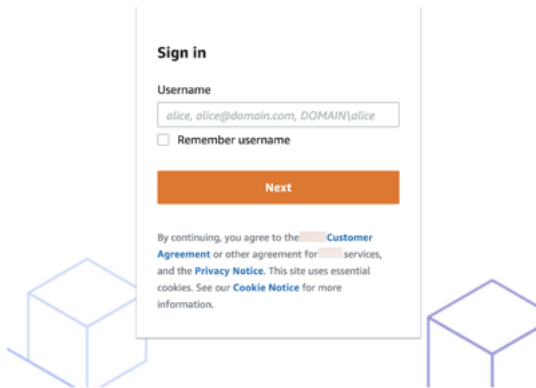 Sign in
Username
alice, alice@domain.com, DOMAIN\alice
Remember username
Next
By continuing, you agree to the Customer
Agreement or other agreement for services,
and the Privacy Notice. This site uses essential
cookies. See our Cookie Notice for more
information.